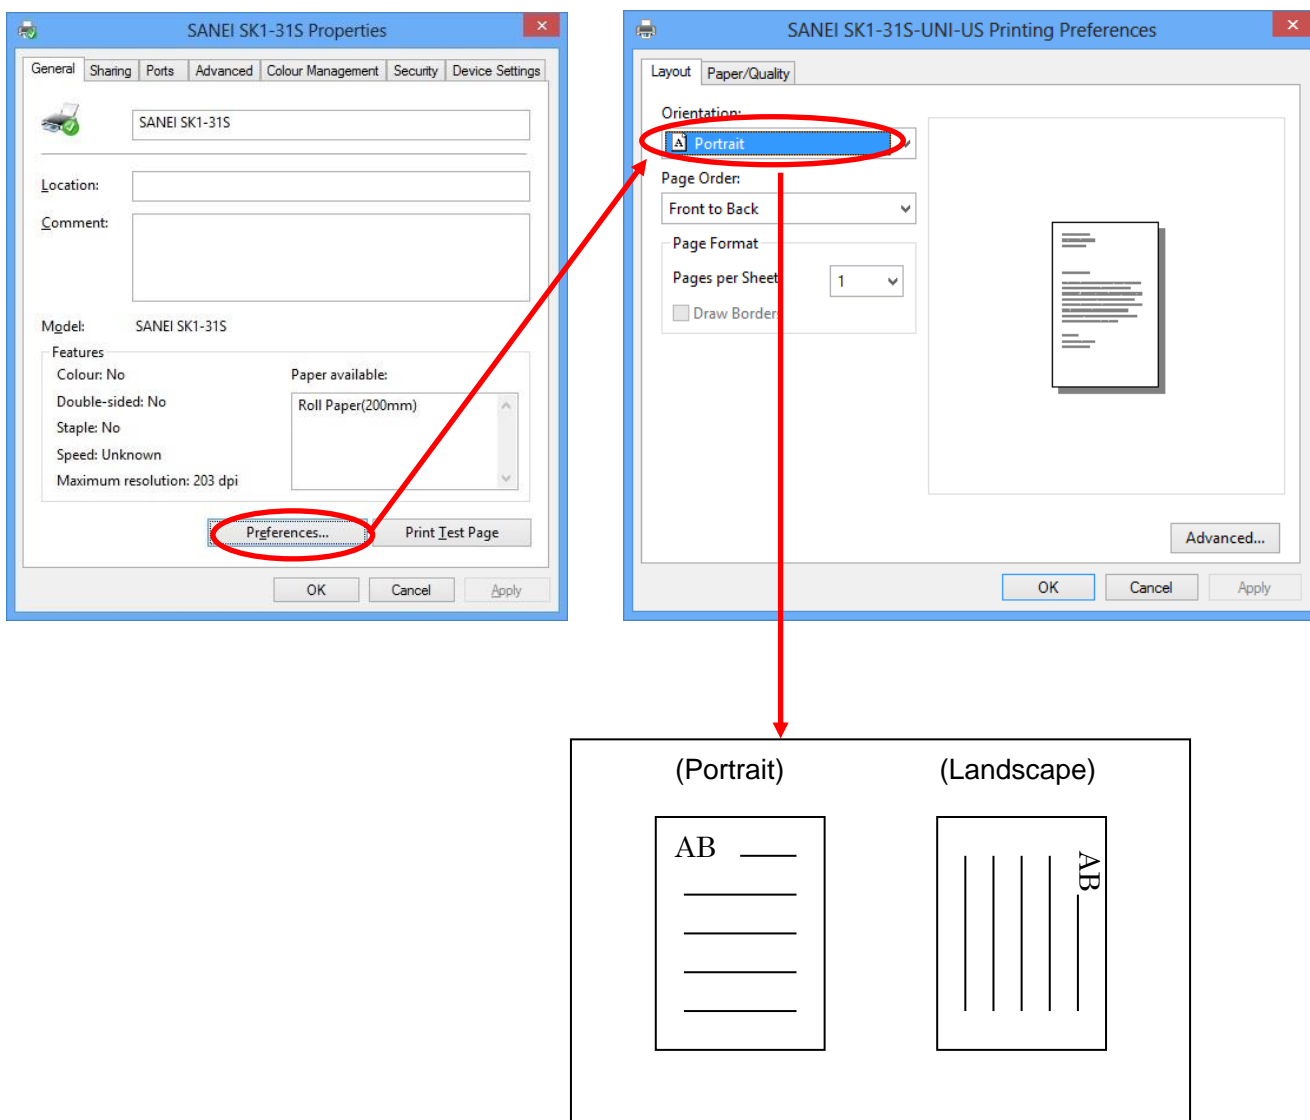 SANEI SK1-31S Properties
General Sharing Ports Advanced Colour Management Security Device Settings
SANEI SK1-31S
Location:
Comment:
Model: SANEI SK1-31S
Features
Colour: No
Double-sided: No
Staple: No
Speed: Unknown
Maximum resolution: 203 dpi
Paper available:
Roll Paper(200mm)
Preferences... Print Test Page
OK Cancel Apply
SANEI SK1-31S-UNI-US Printing Preferences
Layout Paper/Quality
Orientation:
A Portrait
Page Order:
Front to Back
Page Format
Pages per Sheet 1
Draw Borders
Advanced...
OK Cancel Apply
(Portrait) (Landscape)
AB
AB